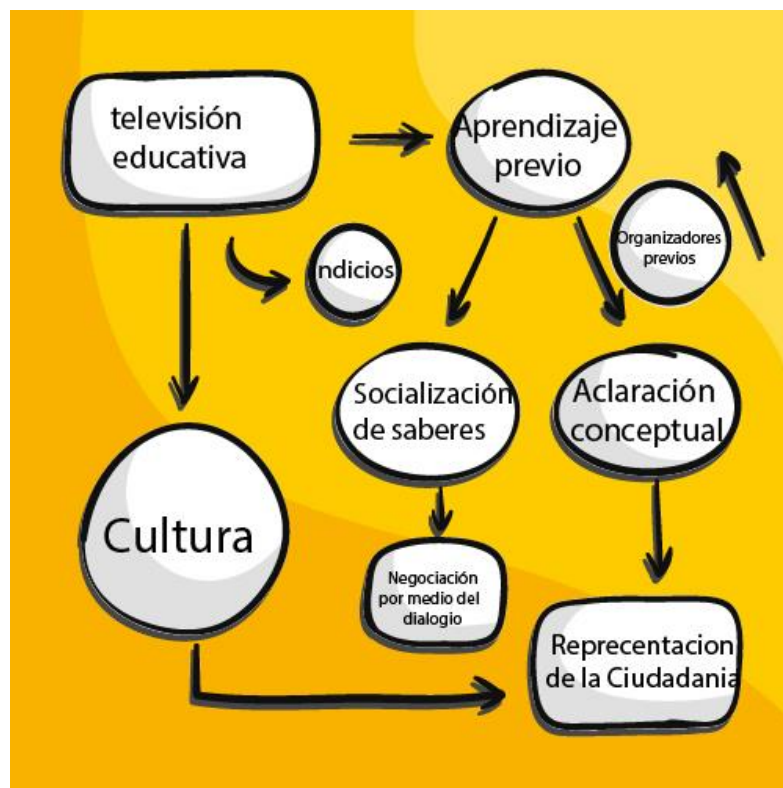 televisión
educativa
Aprendizaje
previo
Organizadores
previos
ndicios
Socialización
de saberes
Aclaración
conceptual
Cultura
Negociación
por medio del
dialogio
Reprecentacion
de la Ciudadania